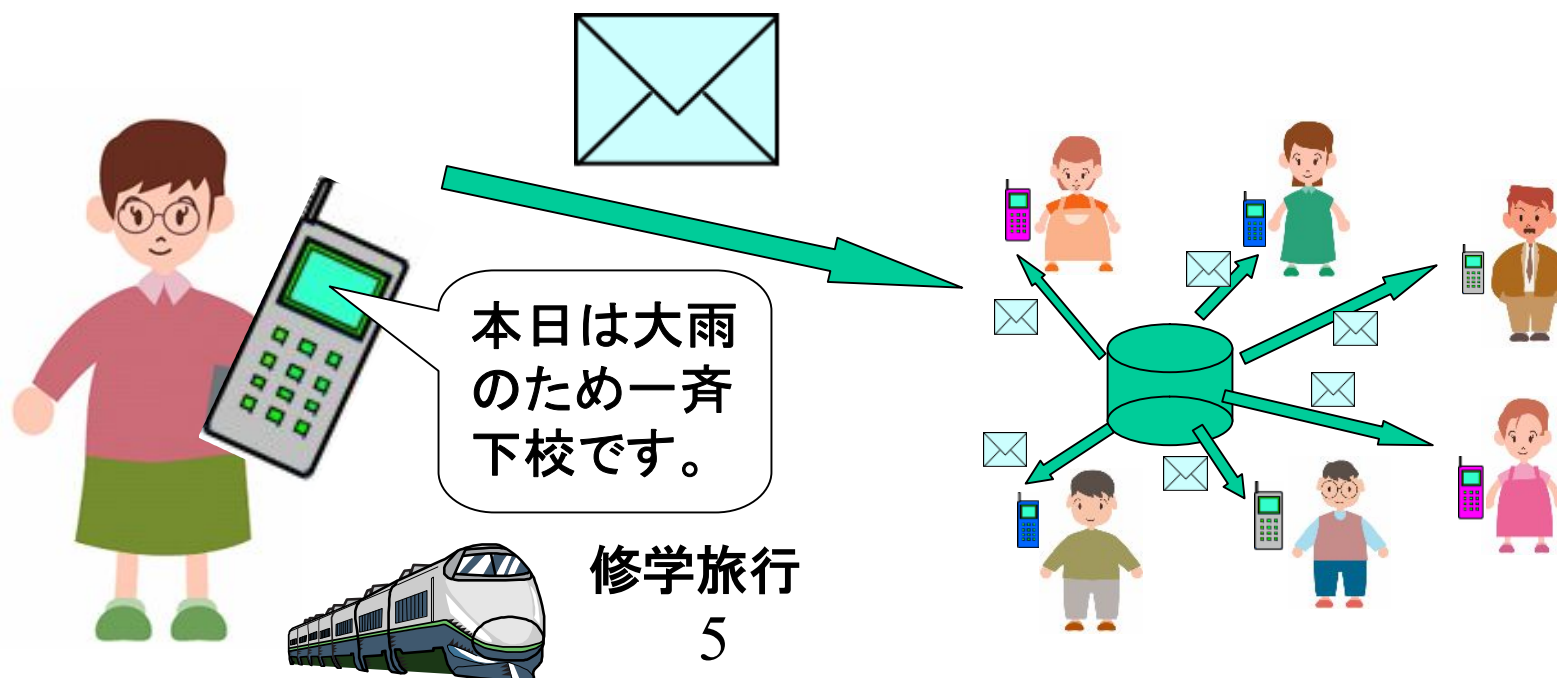 本日は大雨
のため一斉
下校です。
修学旅行
5